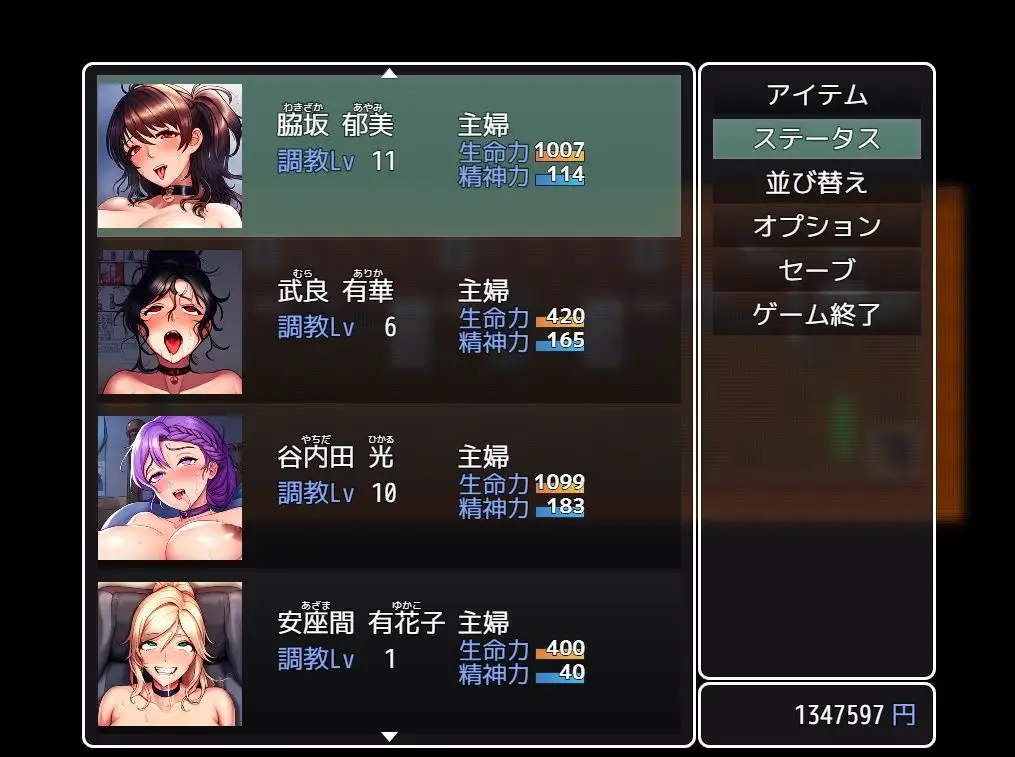 わきざか あやみ
脇坂 郁美 主婦
調教Lv 11
生命力 1007
精神力 114
むら ありか
武良 有華 主婦
調教Lv 6
生命力 420
精神力 165
やちだ ひかる
谷内田 光 主婦
調教Lv 10
生命力 1099
精神力 183
あざま ゆかこ
安座間 有花子 主婦
調教Lv 1
生命力 400
精神力 40
アイテム
ステータス
並び替え
オプション
セーブ
ゲーム終了
1347597 円